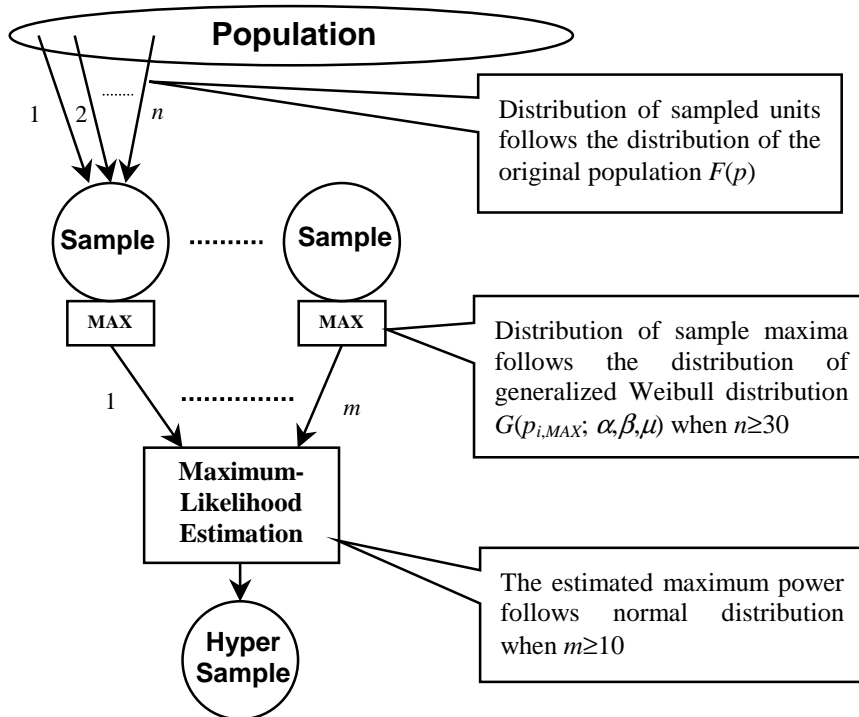 Population
1
2
........
n
Distribution of sampled units
follows the distribution of the
original population F(p)
Sample
..........
Sample
MAX
MAX
Distribution of sample maxima
follows the distribution of
generalized Weibull distribution
G(p_{i,MAX}; α,β,μ) when n≥30
1
...............
m
Maximum-
Likelihood
Estimation
The estimated maximum power
follows normal distribution
when m≥10
Hyper
Sample